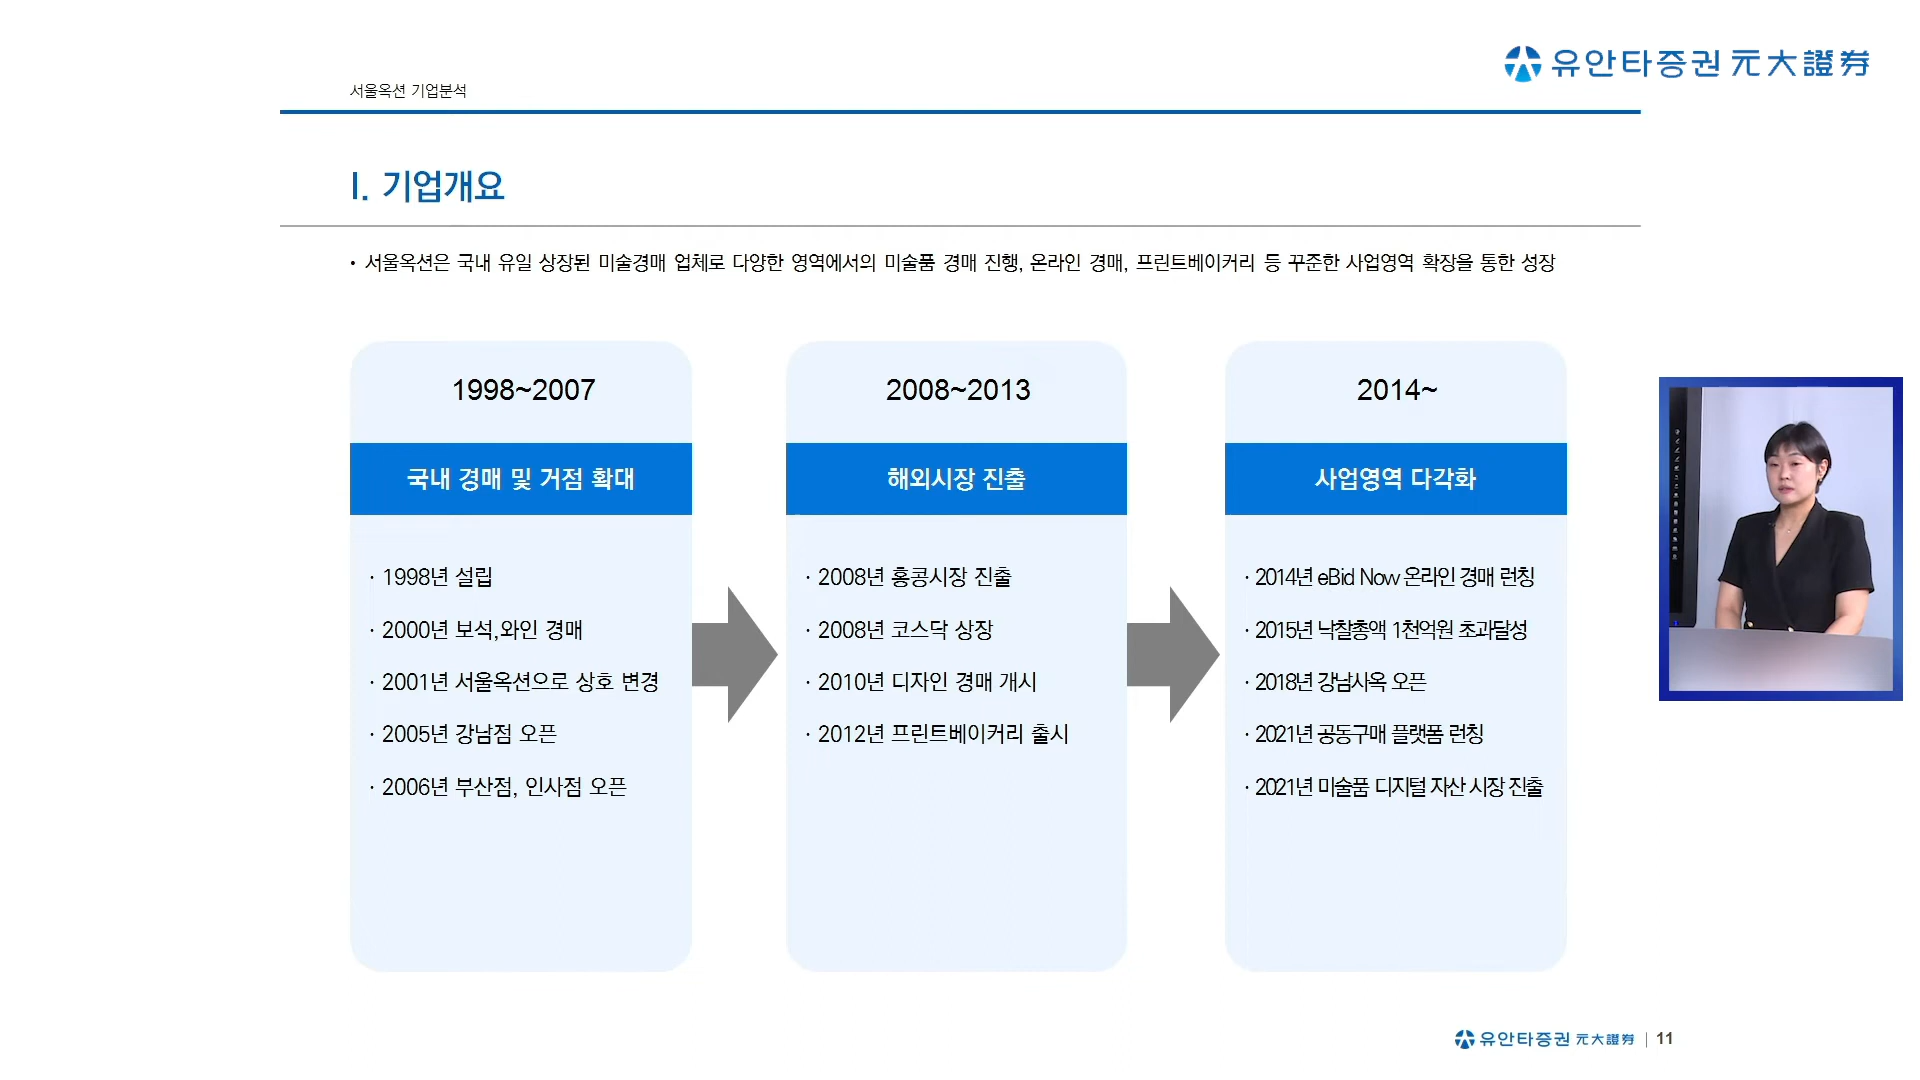 유안타증권 元大證券
서울옥션 기업분석
I. 기업개요
• 서울옥션은 국내 유일 상장된 미술경매 업체로 다양한 영역에서의 미술품 경매 진행, 온라인 경매, 프린트베이커리 등 꾸준한 사업영역 확장을 통한 성장
1998~2007
국내 경매 및 거점 확대
· 1998년 설립
· 2000년 보석,와인 경매
· 2001년 서울옥션으로 상호 변경
· 2005년 강남점 오픈
· 2006년 부산점, 인사점 오픈
2008~2013
해외시장 진출
· 2008년 홍콩시장 진출
· 2008년 코스닥 상장
· 2010년 디자인 경매 개시
· 2012년 프린트베이커리 출시
2014~
사업영역 다각화
· 2014년 eBid Now 온라인 경매 런칭
· 2015년 낙찰총액 1천억원 초과달성
· 2018년 강남사옥 오픈
· 2021년 공동구매 플랫폼 런칭
· 2021년 미술품 디지털 자산 시장 진출
유안타증권 元大證券 | 11